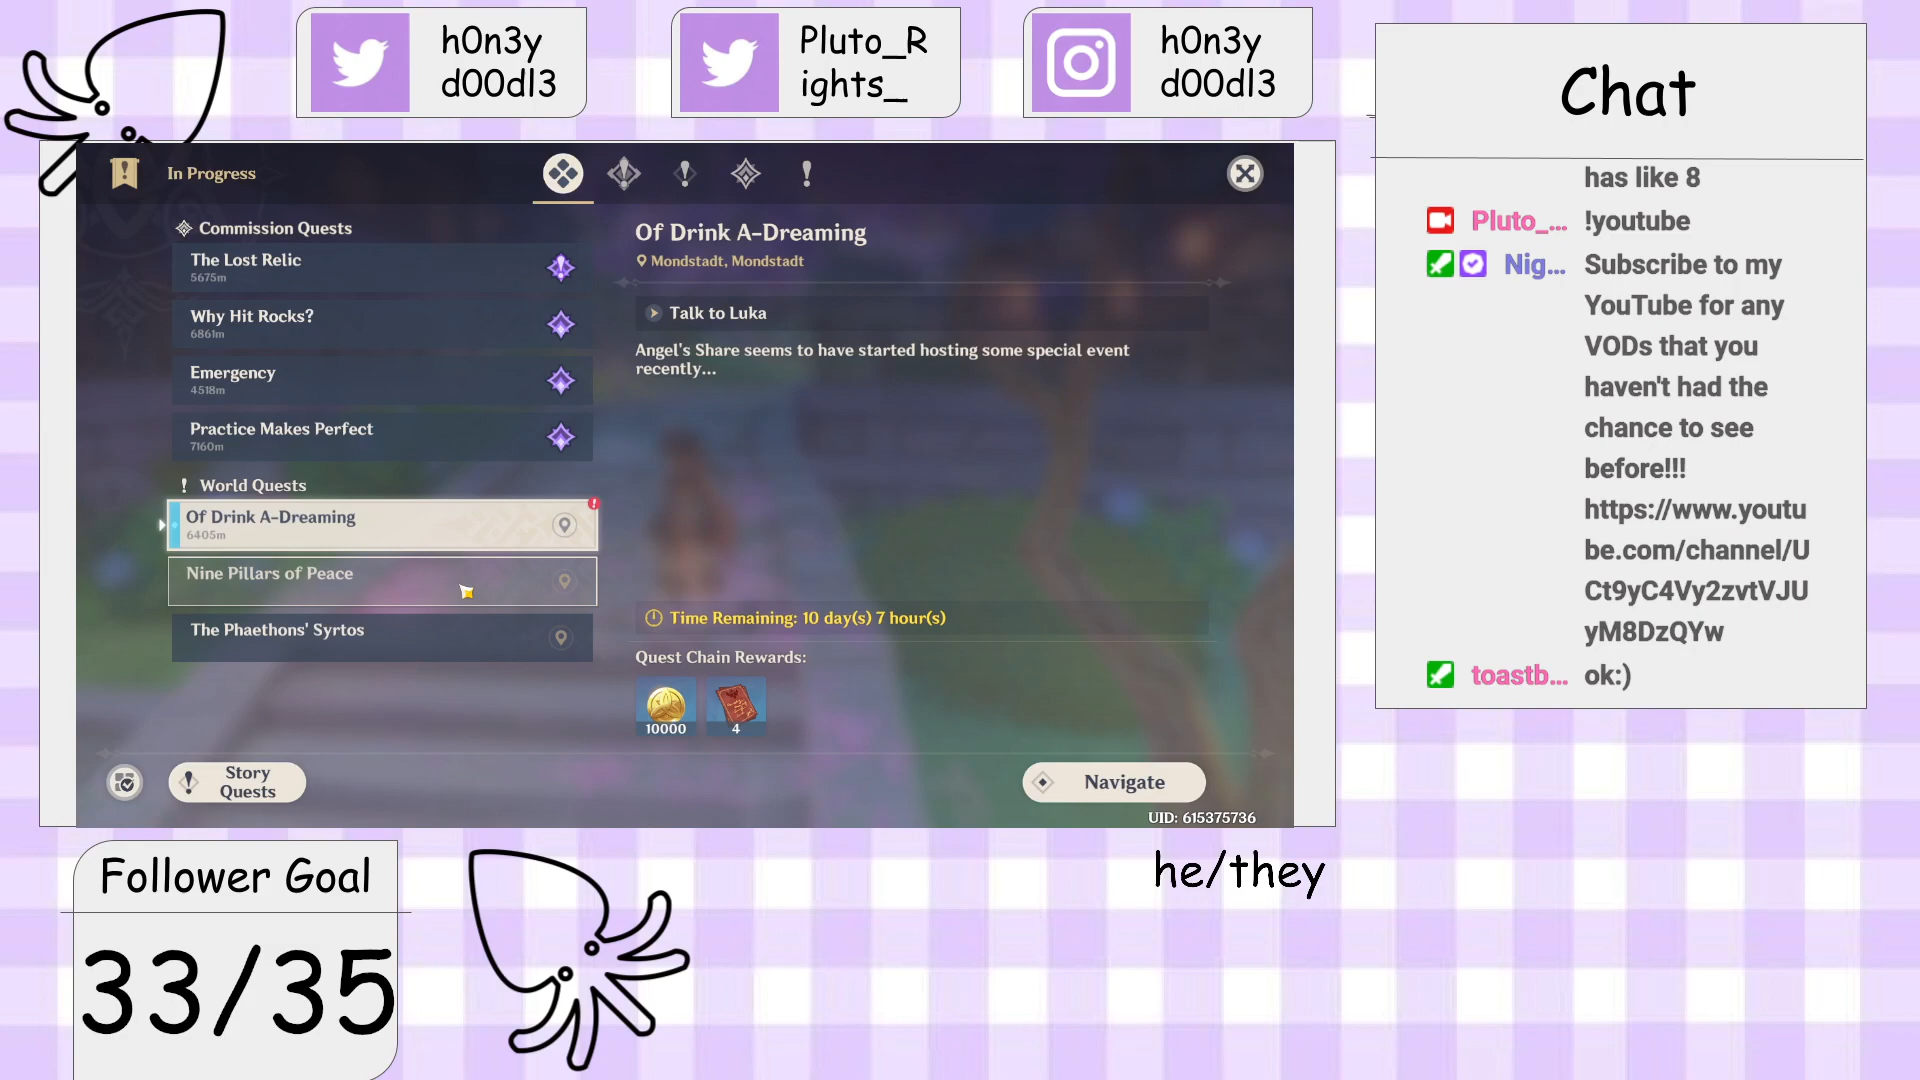 h0n3y
d00dl3
Pluto_R
ights_
h0n3y
d00dl3
In Progress
Commission Quests
The Lost Relic
5675m
Why Hit Rocks?
6861m
Emergency
4518m
Practice Makes Perfect
7160m
World Quests
Of Drink A-Dreaming
6405m
Nine Pillars of Peace
The Phaethons' Syrtos
Story
Quests
Of Drink A-Dreaming
Mondstadt, Mondstadt
Talk to Luka
Angel's Share seems to have started hosting some special event
recently...
Time Remaining: 10 day(s) 7 hour(s)
Quest Chain Rewards:
10000
4
Navigate
UID: 615375736
Chat
has like 8
Pluto_... !youtube
Nig... Subscribe to my
YouTube for any
VODs that you
haven't had the
chance to see
before!!!
https://www.youtu
be.com/channel/U
Ct9yC4Vy2zvtVJU
yM8DzQYw
toastb... ok:)
Follower Goal
33/35
he/they